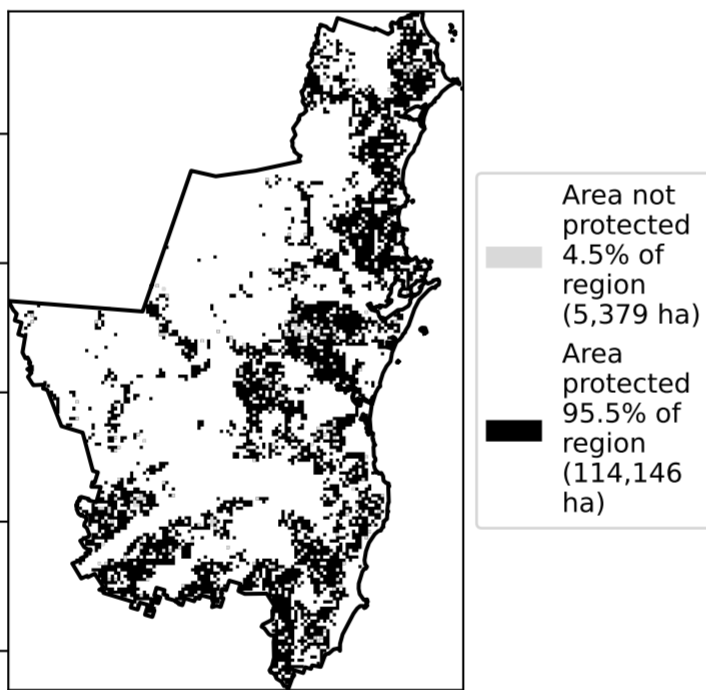 Area not
protected
4.5% of
region
(5,379 ha)
Area
protected
95.5% of
region
(114,146
ha)